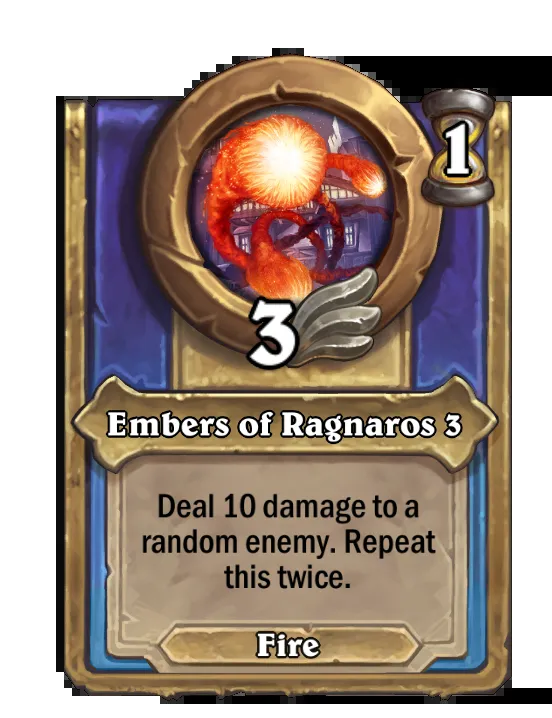 1
3
Embers of Ragnaros 3
Deal 10 damage to a
random enemy. Repeat
this twice.
Fire